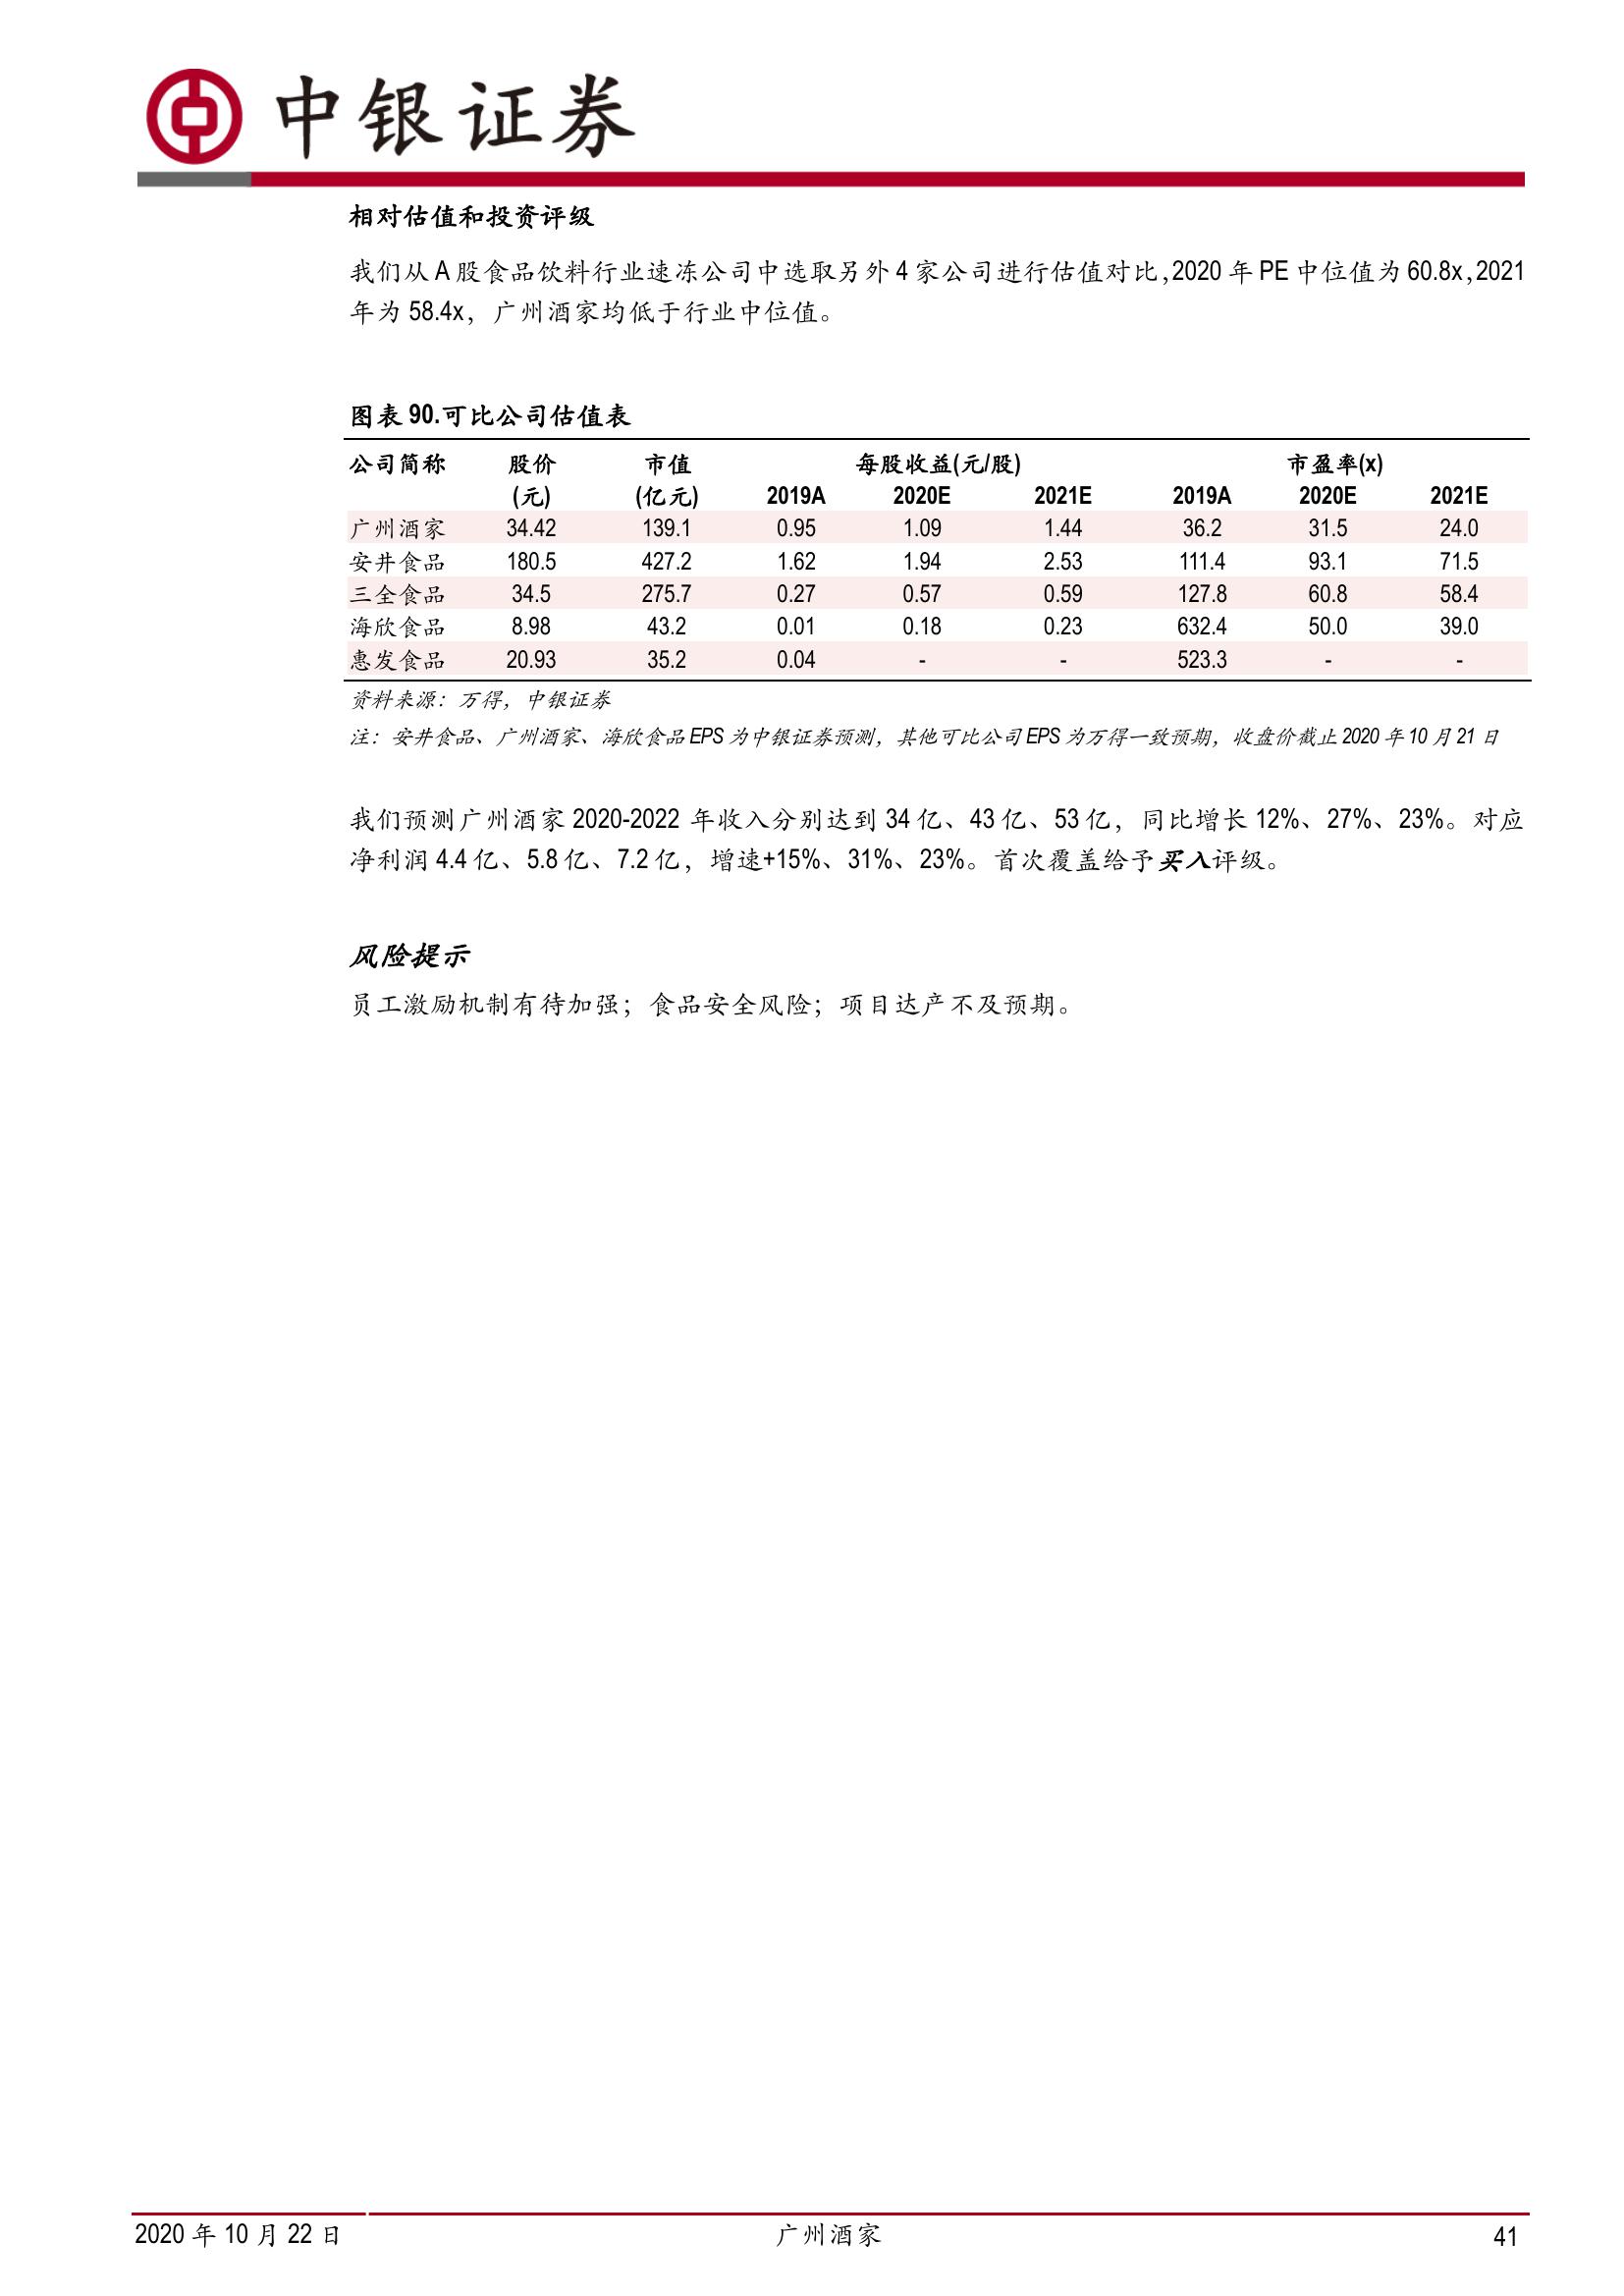 中银证券
相对估值和投资评级
我们从 A 股食品饮料行业速冻公司中选取另外 4 家公司进行估值对比，2020 年 PE 中位值为 60.8x，2021
年为 58.4x，广州酒家均低于行业中位值。
图表 90.可比公司估值表
公司简称 股价 市值 每股收益(元/股) 市盈率(x)
(元) (亿元) 2019A 2020E 2021E 2019A 2020E 2021E
广州酒家 34.42 139.1 0.95 1.09 1.44 36.2 31.5 24.0
安井食品 180.5 427.2 1.62 1.94 2.53 111.4 93.1 71.5
三全食品 34.5 275.7 0.27 0.57 0.59 127.8 60.8 58.4
海欣食品 8.98 43.2 0.01 0.18 0.23 632.4 50.0 39.0
惠发食品 20.93 35.2 0.04 - - 523.3 - -
资料来源：万得，中银证券
注：安井食品、广州酒家、海欣食品 EPS 为中银证券预测，其他可比公司 EPS 为万得一致预期，收盘价截止 2020 年 10 月 21 日
我们预测广州酒家 2020-2022 年收入分别达到 34 亿、43 亿、53 亿，同比增长 12%、27%、23%。对应
净利润 4.4 亿、5.8 亿、7.2 亿，增速+15%、31%、23%。首次覆盖给予买入评级。
风险提示
员工激励机制有待加强；食品安全风险；项目达产不及预期。
2020 年 10 月 22 日 广州酒家 41